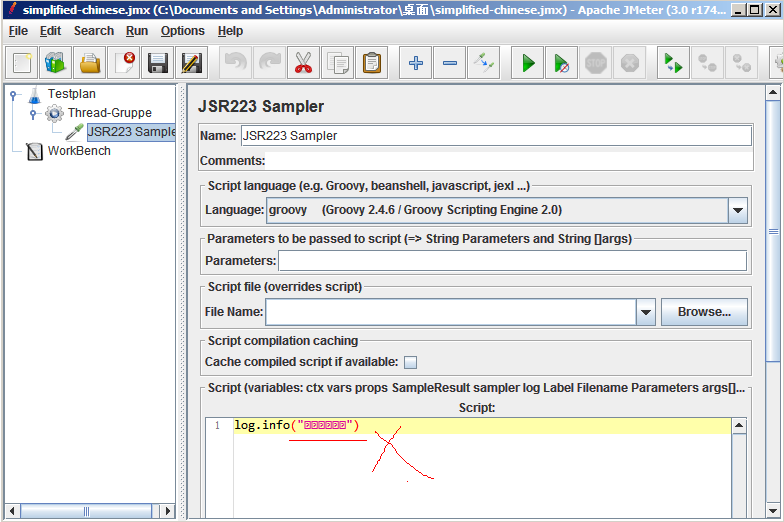 simplified-chinese.jmx (C:\Documents and Settings\Administrator\桌面\simplified-chinese.jmx) - Apache JMeter (3.0 r174...
File Edit Search Run Options Help
STOP
Testplan
Thread-Gruppe
JSR223 Sample
WorkBench
JSR223 Sampler
Name: JSR223 Sampler
Comments:
Script language (e.g. Groovy, beanshell, javascript, jexl ...)
Language: groovy (Groovy 2.4.6 / Groovy Scripting Engine 2.0)
Parameters to be passed to script (=> String Parameters and String []args)
Parameters:
Script file (overrides script)
File Name: Browse...
Script compilation caching
Cache compiled script if available:
Script (variables: ctx vars props SampleResult sampler log Label Filename Parameters args[]...
Script:
1 log.info("□□□□□□")